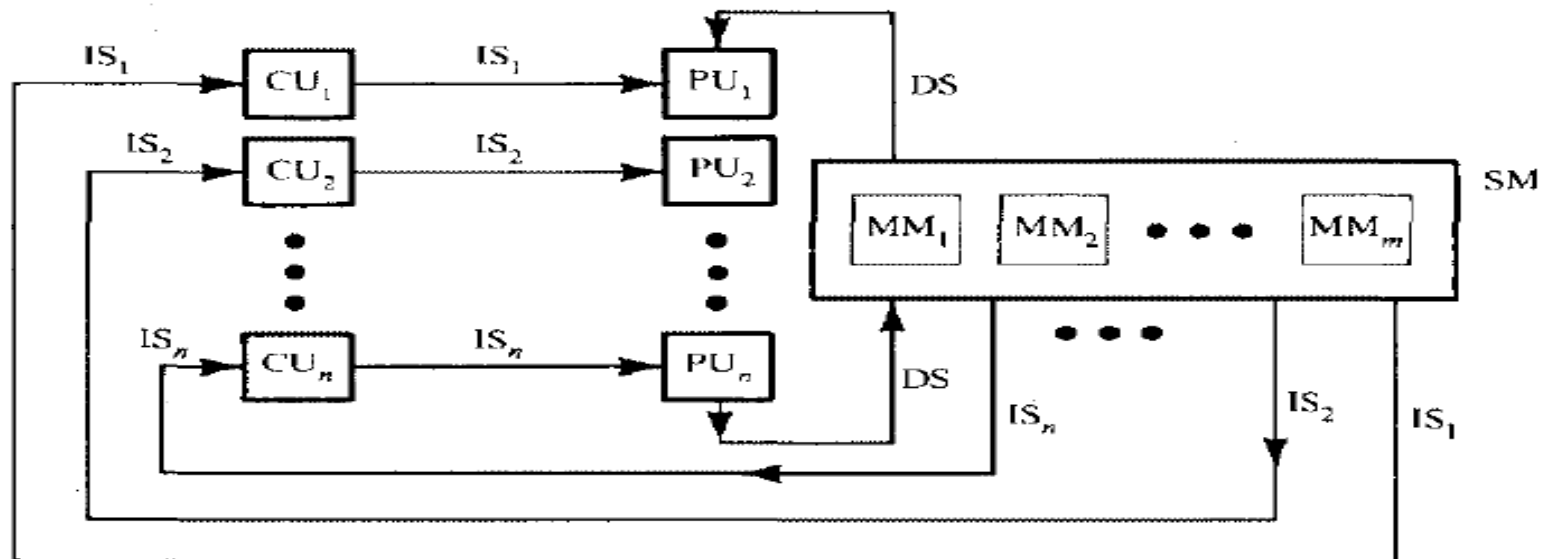 IS₁ CU₁ IS₁ PU₁ DS
IS₂ CU₂ IS₂ PU₂
SM
MM₁ MM₂ MMₘ
ISₙ CUₙ ISₙ PUₙ DS
ISₙ IS₂ IS₁